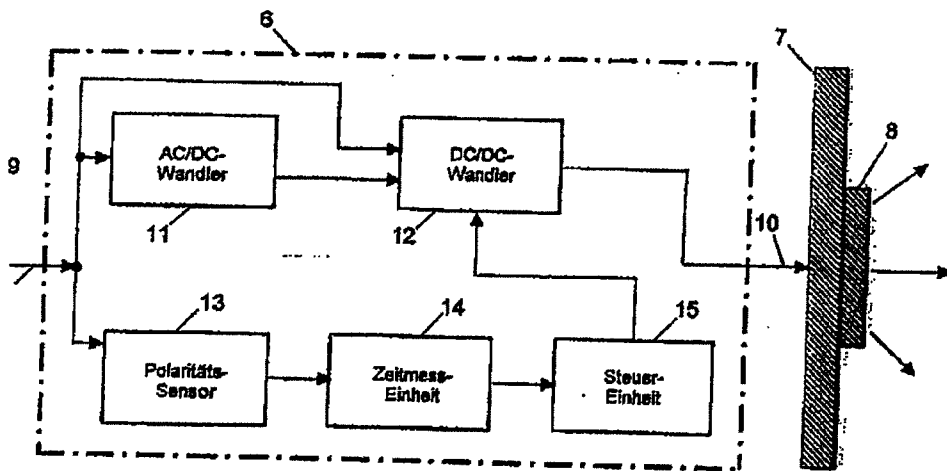 6
7
9
AC/DC-
Wandler
11
DC/DC-
Wandler
12
8
10
13
Polaritäts-
Sensor
14
Zeitmess-
Einheit
15
Steuer-
Einheit